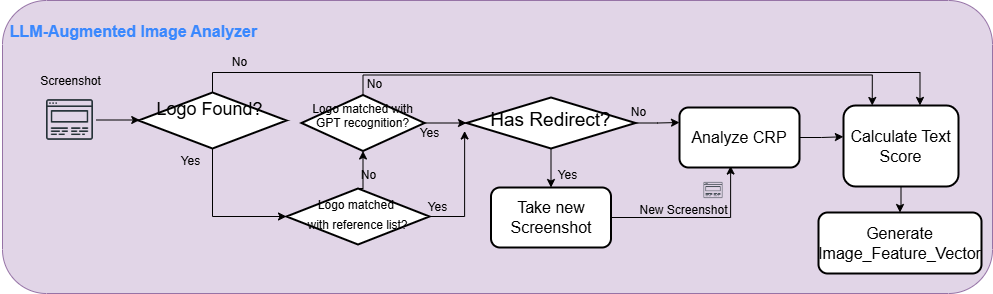 LLM-Augmented Image Analyzer
Screenshot
No
Logo Found?
Yes
No
Logo matched with
GPT recognition?
Yes
No
Logo matched
with reference list?
Yes
Has Redirect?
No
Yes
Take new
Screenshot
New Screenshot
Analyze CRP
Calculate Text
Score
Generate
Image_Feature_Vector